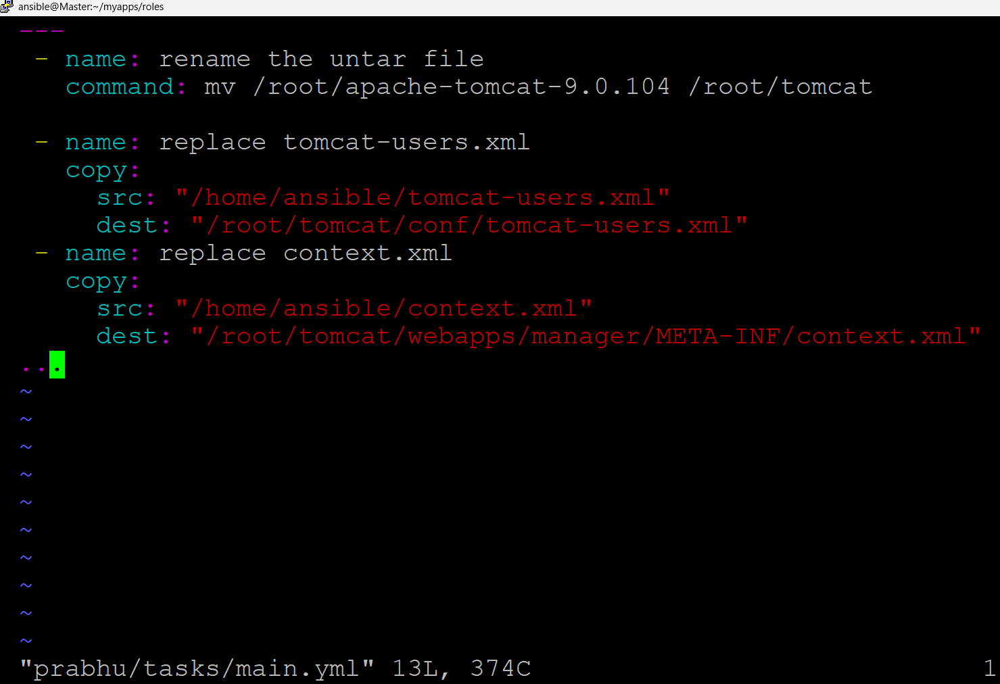 ansible@Master:~/myapps/roles
---
 - name: rename the untar file
   command: mv /root/apache-tomcat-9.0.104 /root/tomcat
 - name: replace tomcat-users.xml
   copy:
     src: "/home/ansible/tomcat-users.xml"
     dest: "/root/tomcat/conf/tomcat-users.xml"
 - name: replace context.xml
   copy:
     src: "/home/ansible/context.xml"
     dest: "/root/tomcat/webapps/manager/META-INF/context.xml"
...
~
~
~
~
~
~
~
~
~
~
"prabhu/tasks/main.yml" 13L, 374C 1